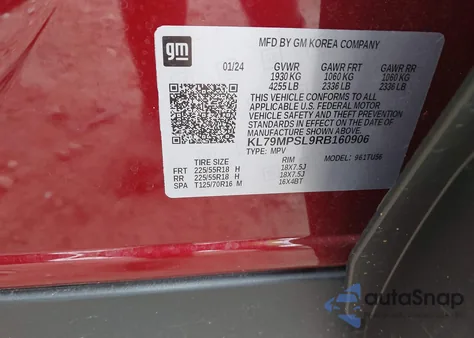 gm
MFD BY GM KOREA COMPANY
01/24 GVWR GAWR FRT GAWR RR
1930 KG 1060 KG 1060 KG
4255 LB 2336 LB 2336 LB
THIS VEHICLE CONFORMS TO ALL
APPLICABLE U.S. FEDERAL MOTOR
VEHICLE SAFETY AND THEFT
STANDARDS IN EFFECT ON THE
DATE OF MANUFACTURE SHOWN ABOVE.
KL79MPSL9RB160906
TYPE: MPV MODEL: 961TU56
TIRE SIZE RIM
FRT 225/55R18 H 18X7.5J
RR 225/55R18 H 18X7.5J
SPA T125/70R16 M 16X4BT
autoSnap